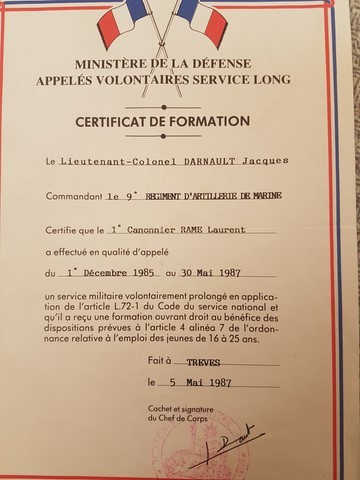 MINISTÈRE DE LA DÉFENSE
APPELÉS VOLONTAIRES SERVICE LONG
CERTIFICAT DE FORMATION
Le Lieutenant-Colonel DARNAULT Jacques
Commandant le 9° REGIMENT D'ARTILLERIE DE MARINE
Certifie que le 1° Canonnier RAME Laurent
a effectué en qualité d'appelé
du 1° Décembre 1985 au 30 Mai 1987
un service militaire volontairement prolongé en applica-
tion de l'article L.72-1 du Code du service national et
qu'il a reçu une formation ouvrant droit au bénéfice des
dispositions prévues à l'article 4 alinéa 7 de l'ordon-
nance relative à l'emploi des jeunes de 16 à 25 ans.
Fait à TREVES
le 5 Mai 1987
Cachet et signature
du Chef de Corps